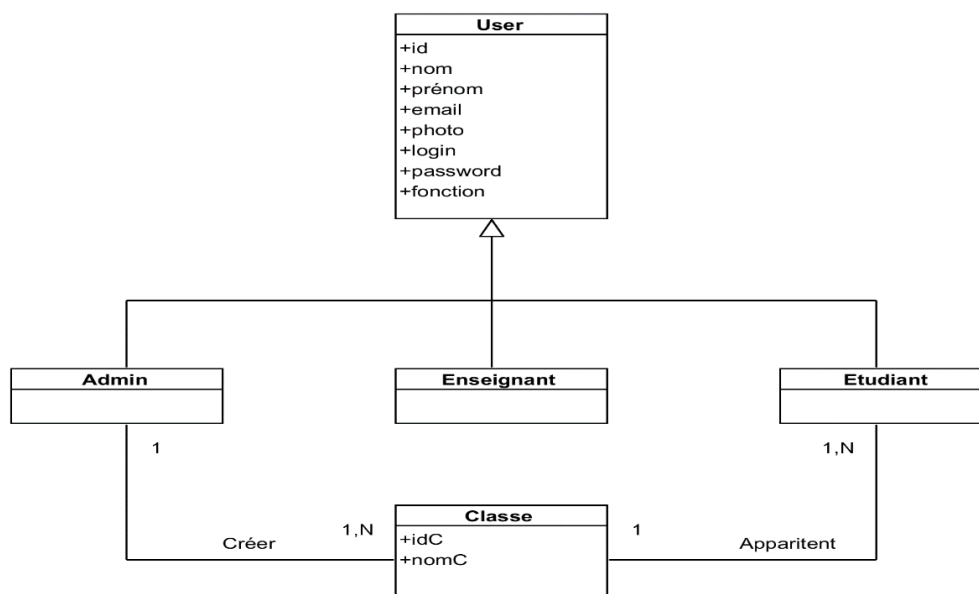 User
+id
+nom
+prénom
+email
+photo
+login
+password
+fonction
Admin
Enseignant
Etudiant
1
1,N
1,N
Classe
1
Créer
+idC
+nomC
Apparitent